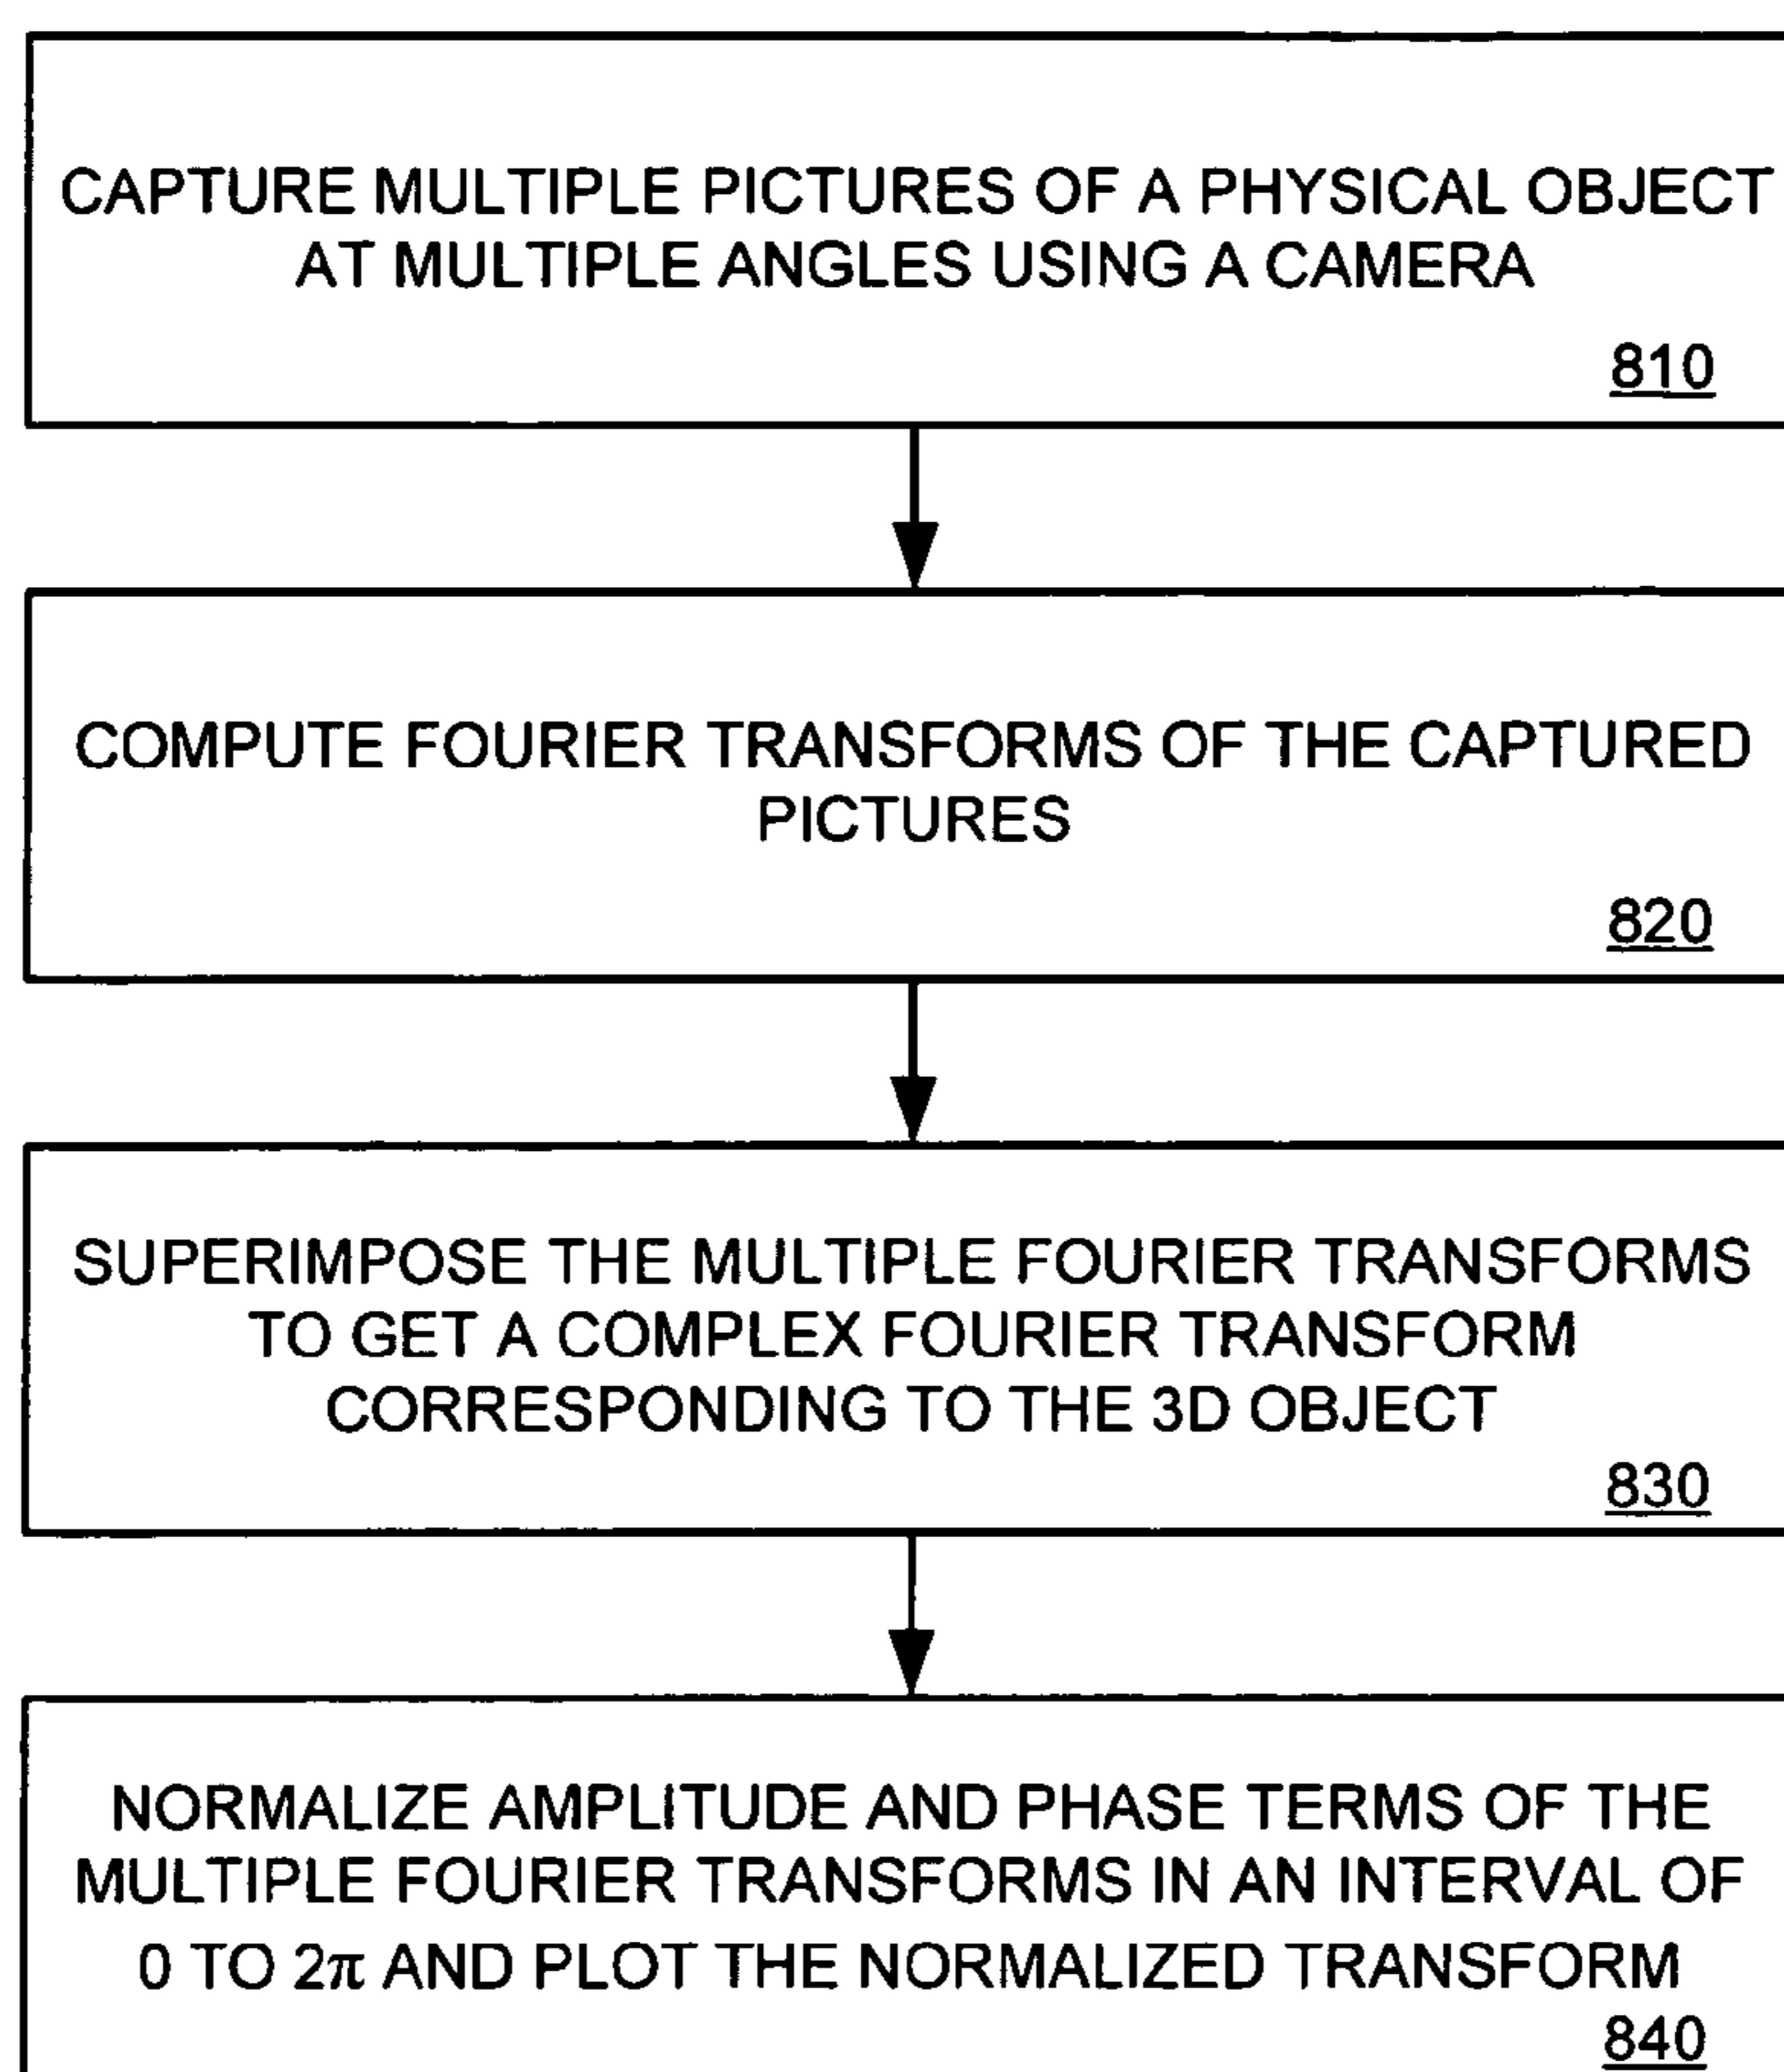 CAPTURE MULTIPLE PICTURES OF A PHYSICAL OBJECT
AT MULTIPLE ANGLES USING A CAMERA
810
COMPUTE FOURIER TRANSFORMS OF THE CAPTURED
PICTURES
820
SUPERIMPOSE THE MULTIPLE FOURIER TRANSFORMS
TO GET A COMPLEX FOURIER TRANSFORM
CORRESPONDING TO THE 3D OBJECT
830
NORMALIZE AMPLITUDE AND PHASE TERMS OF THE
MULTIPLE FOURIER TRANSFORMS IN AN INTERVAL OF
0 TO 2π AND PLOT THE NORMALIZED TRANSFORM
840